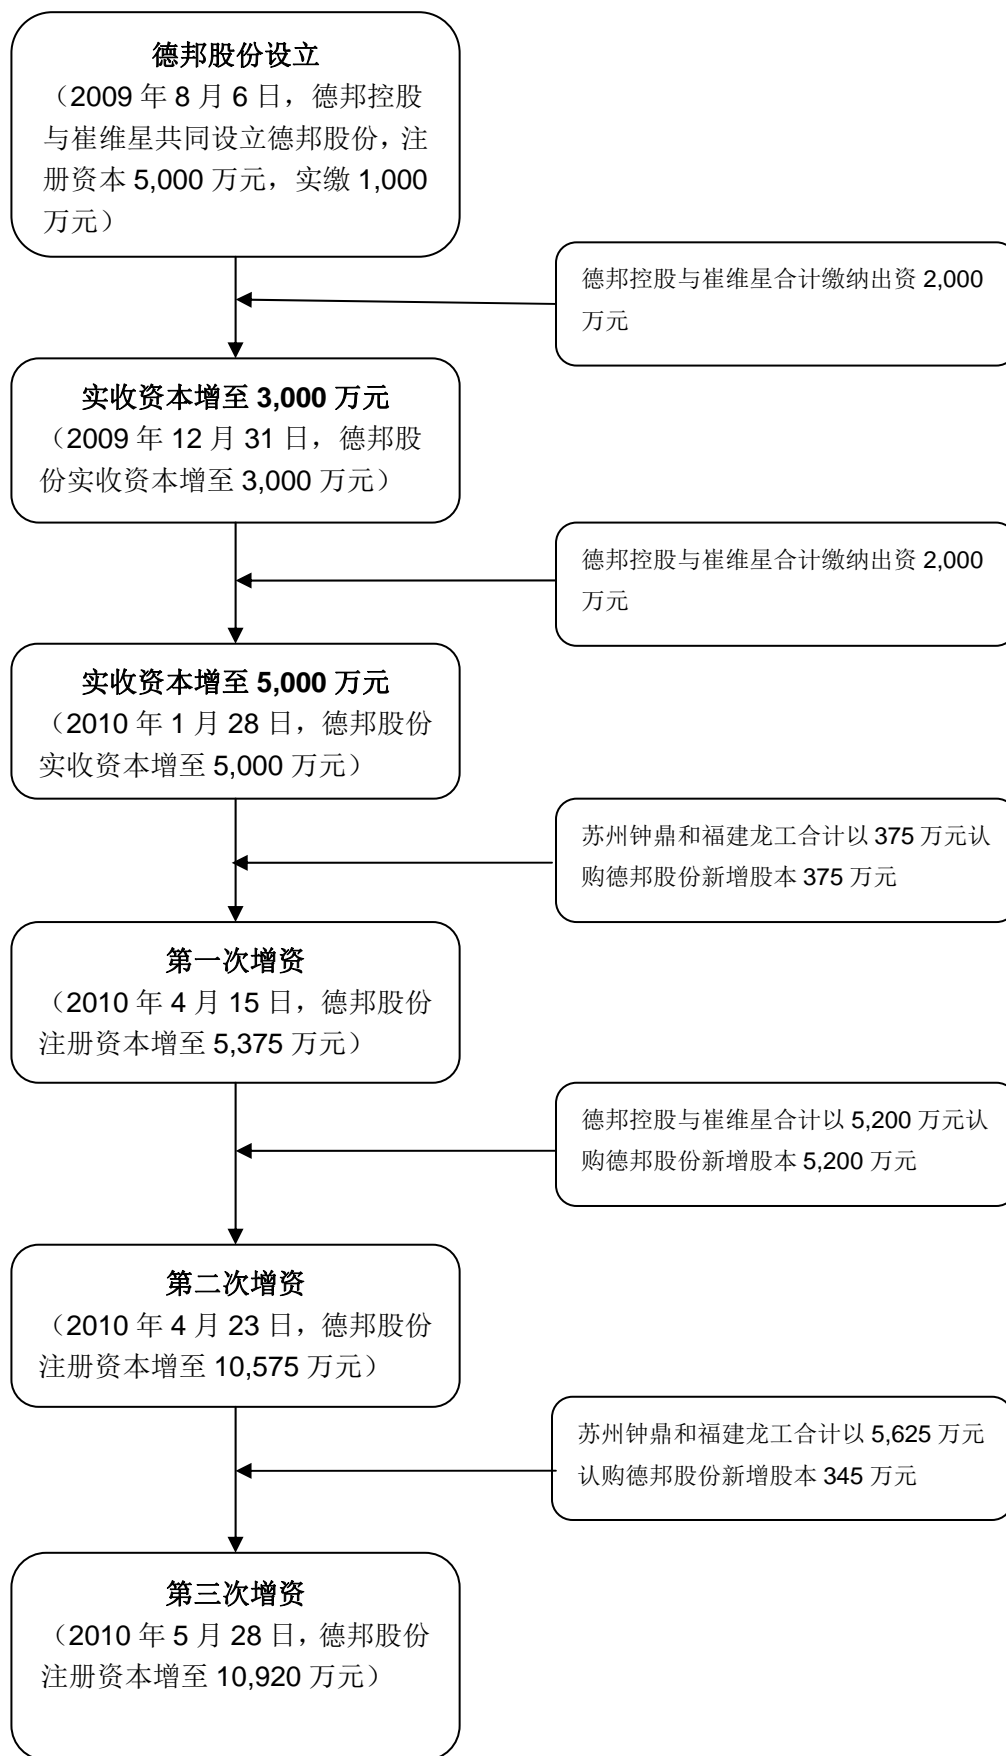 德邦股份设立
（2009 年 8 月 6 日，德邦控股
与崔维星共同设立德邦股份，注
册资本 5,000 万元，实缴 1,000
万元）
德邦控股与崔维星合计缴纳出资 2,000
万元
实收资本增至 3,000 万元
（2009 年 12 月 31 日，德邦股
份实收资本增至 3,000 万元）
德邦控股与崔维星合计缴纳出资 2,000
万元
实收资本增至 5,000 万元
（2010 年 1 月 28 日，德邦股份
实收资本增至 5,000 万元）
苏州钟鼎和福建龙工合计以 375 万元认
购德邦股份新增股本 375 万元
第一次增资
（2010 年 4 月 15 日，德邦股份
注册资本增至 5,375 万元）
德邦控股与崔维星合计以 5,200 万元认
购德邦股份新增股本 5,200 万元
第二次增资
（2010 年 4 月 23 日，德邦股份
注册资本增至 10,575 万元）
苏州钟鼎和福建龙工合计以 5,625 万元
认购德邦股份新增股本 345 万元
第三次增资
（2010 年 5 月 28 日，德邦股份
注册资本增至 10,920 万元）